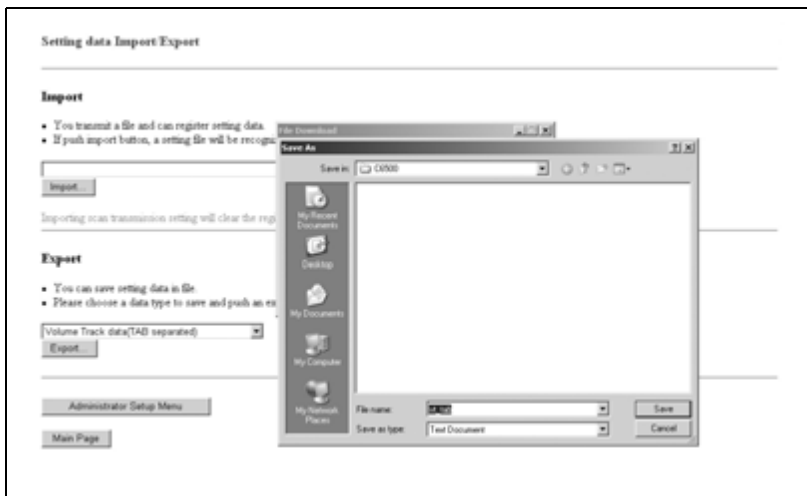 Setting data Import/Export
Import
• You transmit a file and can register setting data.
• If push import button, a setting file will be recogni
Import...
Importing scan transmission setting will clear the reg
Export
• You can save setting data in file.
• Please choose a data type to save and push an ex
Volume Track data(TAB separated)
Export...
Administrator Setup Menu
Main Page
File Download
Save As
Save in:
C6500
My Recent
Documents
Desktop
My Documents
My Computer
My Network
Places
File name:
Save as type:
Text Document
Save
Cancel